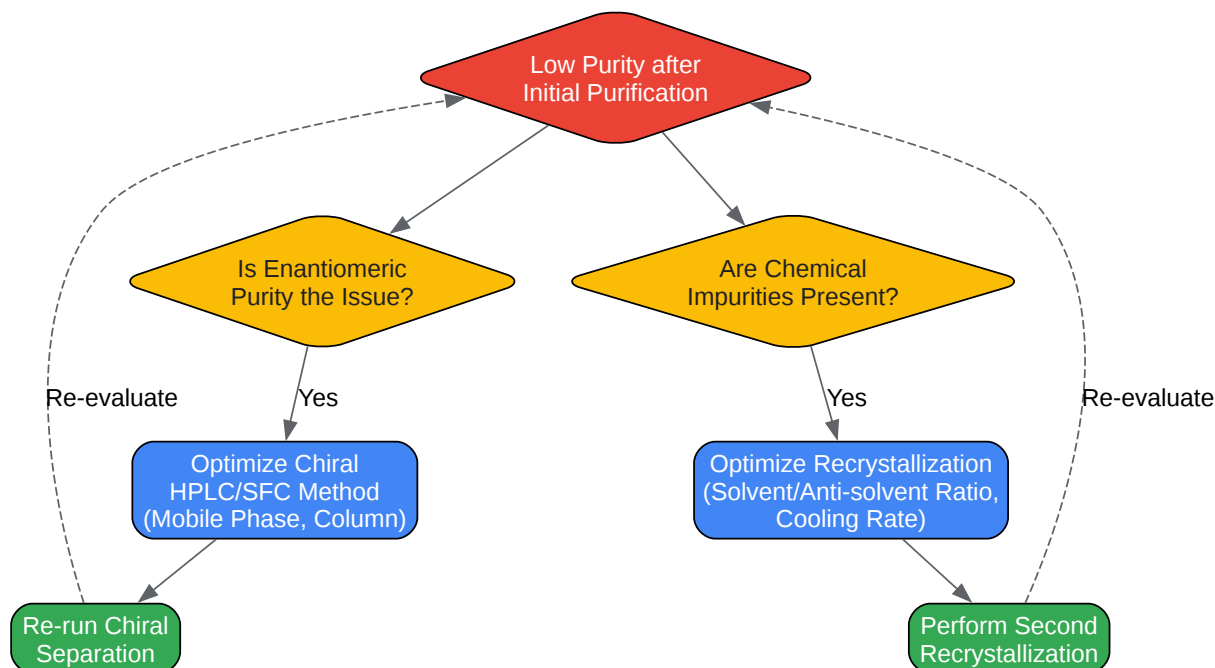 Low Purity after
Initial Purification
Is Enantiomeric
Purity the Issue?
Are Chemical
Impurities Present?
Re-evaluate
Yes
Yes
Re-evaluate
Optimize Chiral
HPLC/SFC Method
(Mobile Phase, Column)
Optimize Recrystallization
(Solvent/Anti-solvent Ratio,
Cooling Rate)
Re-run Chiral
Separation
Perform Second
Recrystallization